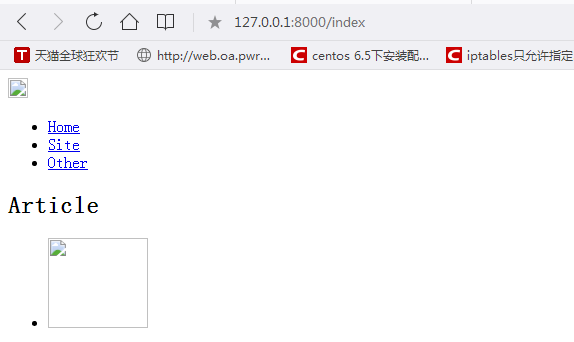 127.0.0.1:8000/index
T 天猫全球狂欢节 http://web.oa.pwr... C centos 6.5下安装配... C iptables只允许指定
Home
Site
Other
Article